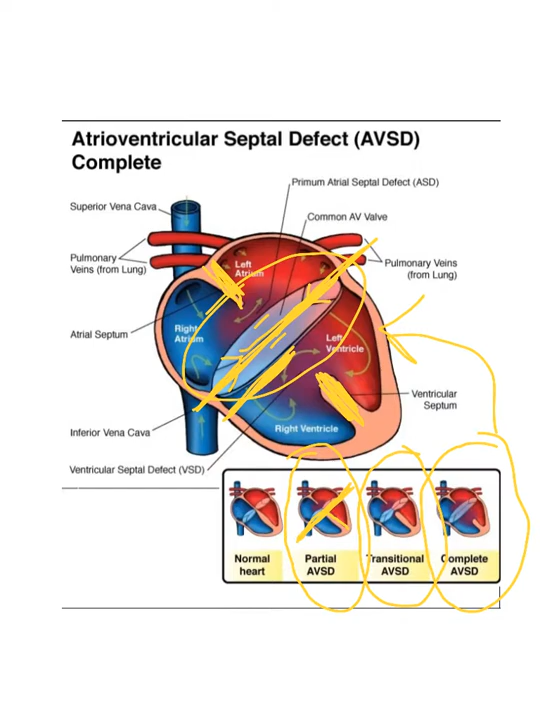 Atrioventricular Septal Defect (AVSD)
Complete
Primum Atrial Septal Defect (ASD)
Superior Vena Cava
Common AV Valve
Left
Atrium
Pulmonary
Veins (from Lung)
Pulmonary Veins
(from Lung)
Right
Atrium
Atrial Septum
Left
Ventricle
Ventricular
Septum
Inferior Vena Cava
Right Ventricle
Ventricular Septal Defect (VSD)
Normal
heart
Partial
AVSD
Transitional
AVSD
Complete
AVSD